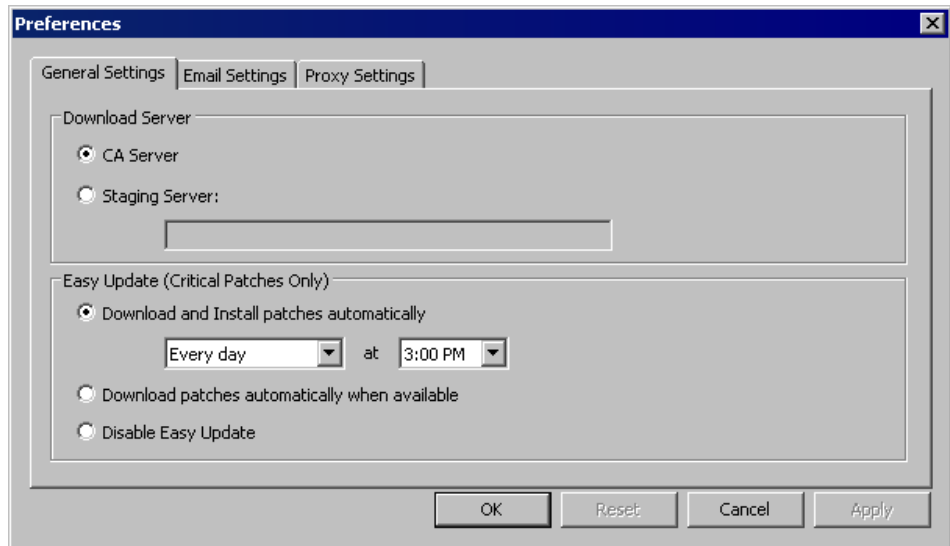 Preferences
General Settings Email Settings Proxy Settings
Download Server
CA Server
Staging Server:
Easy Update (Critical Patches Only)
Download and Install patches automatically
Every day at 3:00 PM
Download patches automatically when available
Disable Easy Update
OK Reset Cancel Apply